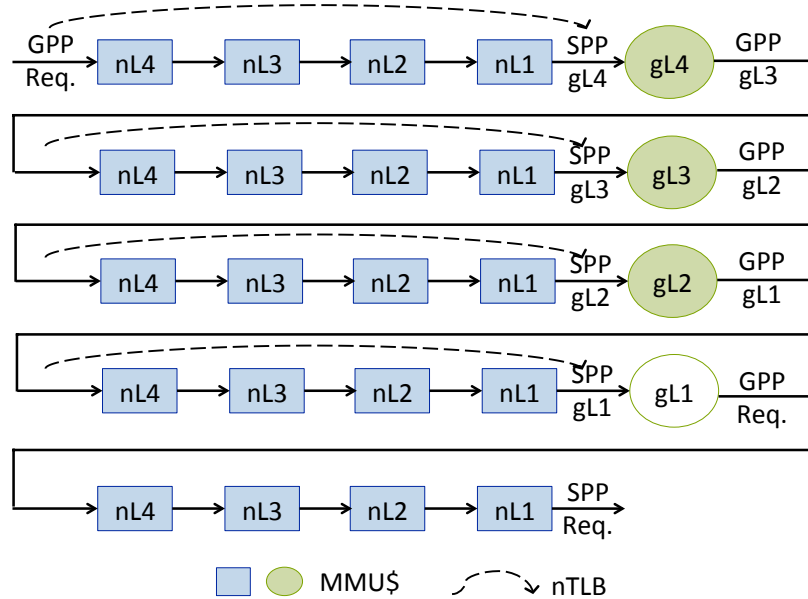 GPP Req. nL4 nL3 nL2 nL1 SPP gL4 gL4 GPP gL3
nL4 nL3 nL2 nL1 SPP gL3 gL3 GPP gL2
nL4 nL3 nL2 nL1 SPP gL2 gL2 GPP gL1
nL4 nL3 nL2 nL1 SPP gL1 gL1 GPP Req.
nL4 nL3 nL2 nL1 SPP Req.
MMU$ nTLB